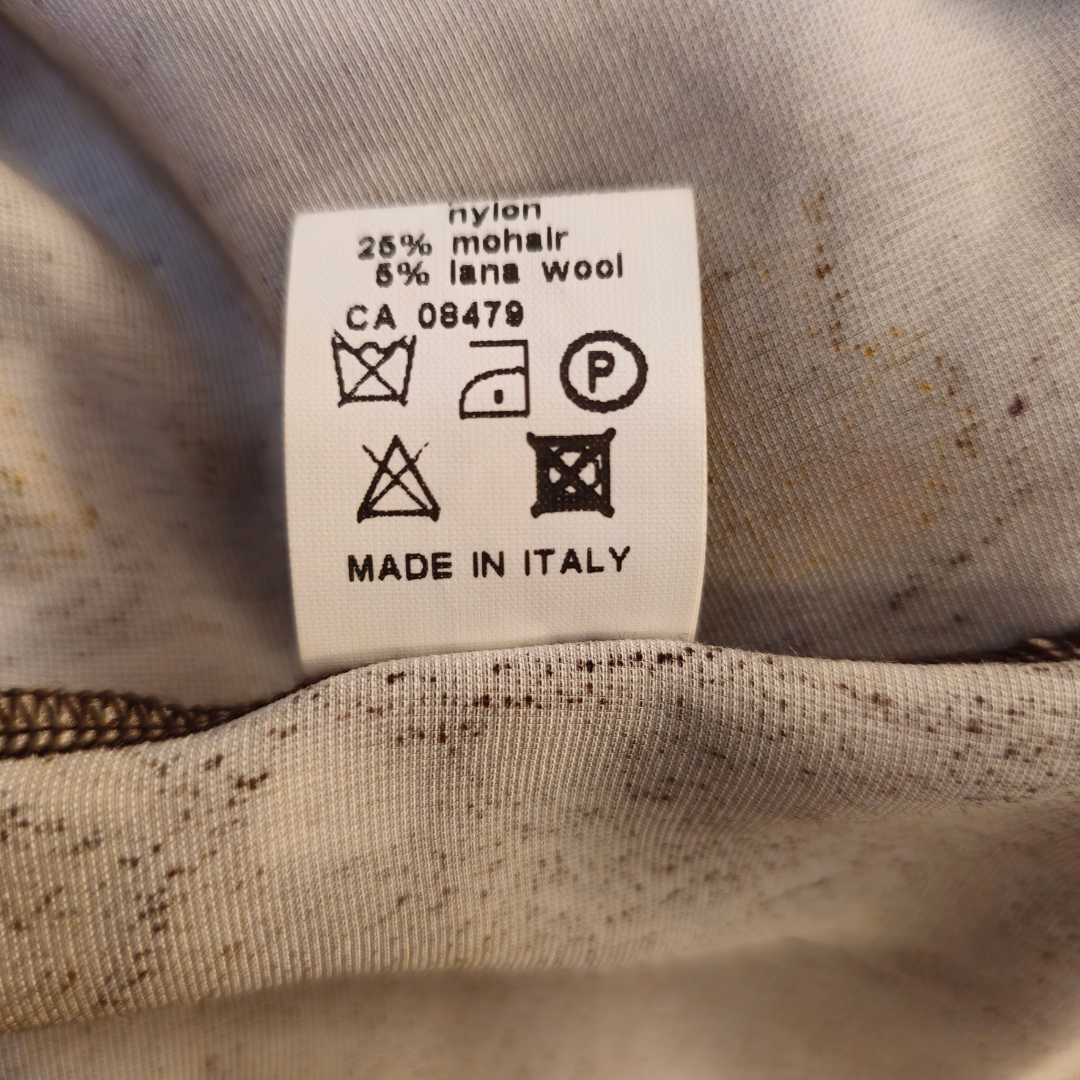 nylon
25% mohair
5% lana wool
CA 08479
P
MADE IN ITALY